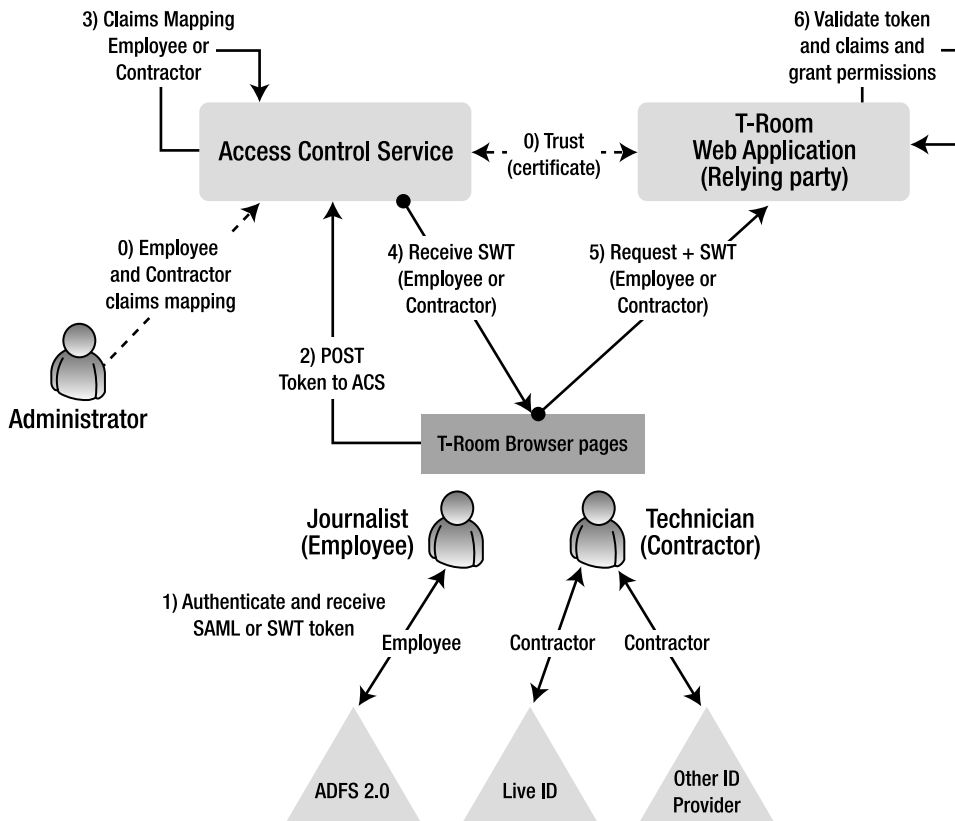 3) Claims Mapping
Employee or
Contractor
6) Validate token
and claims and
grant permissions
Access Control Service
0) Trust
(certificate)
T-Room
Web Application
(Relying party)
0) Employee
and Contractor
claims mapping
4) Receive SWT
(Employee or
Contractor)
5) Request + SWT
(Employee or
Contractor)
2) POST
Token to ACS
Administrator
T-Room Browser pages
Journalist
(Employee)
Technician
(Contractor)
1) Authenticate and receive
SAML or SWT token
Employee
Contractor
Contractor
ADFS 2.0
Live ID
Other ID
Provider